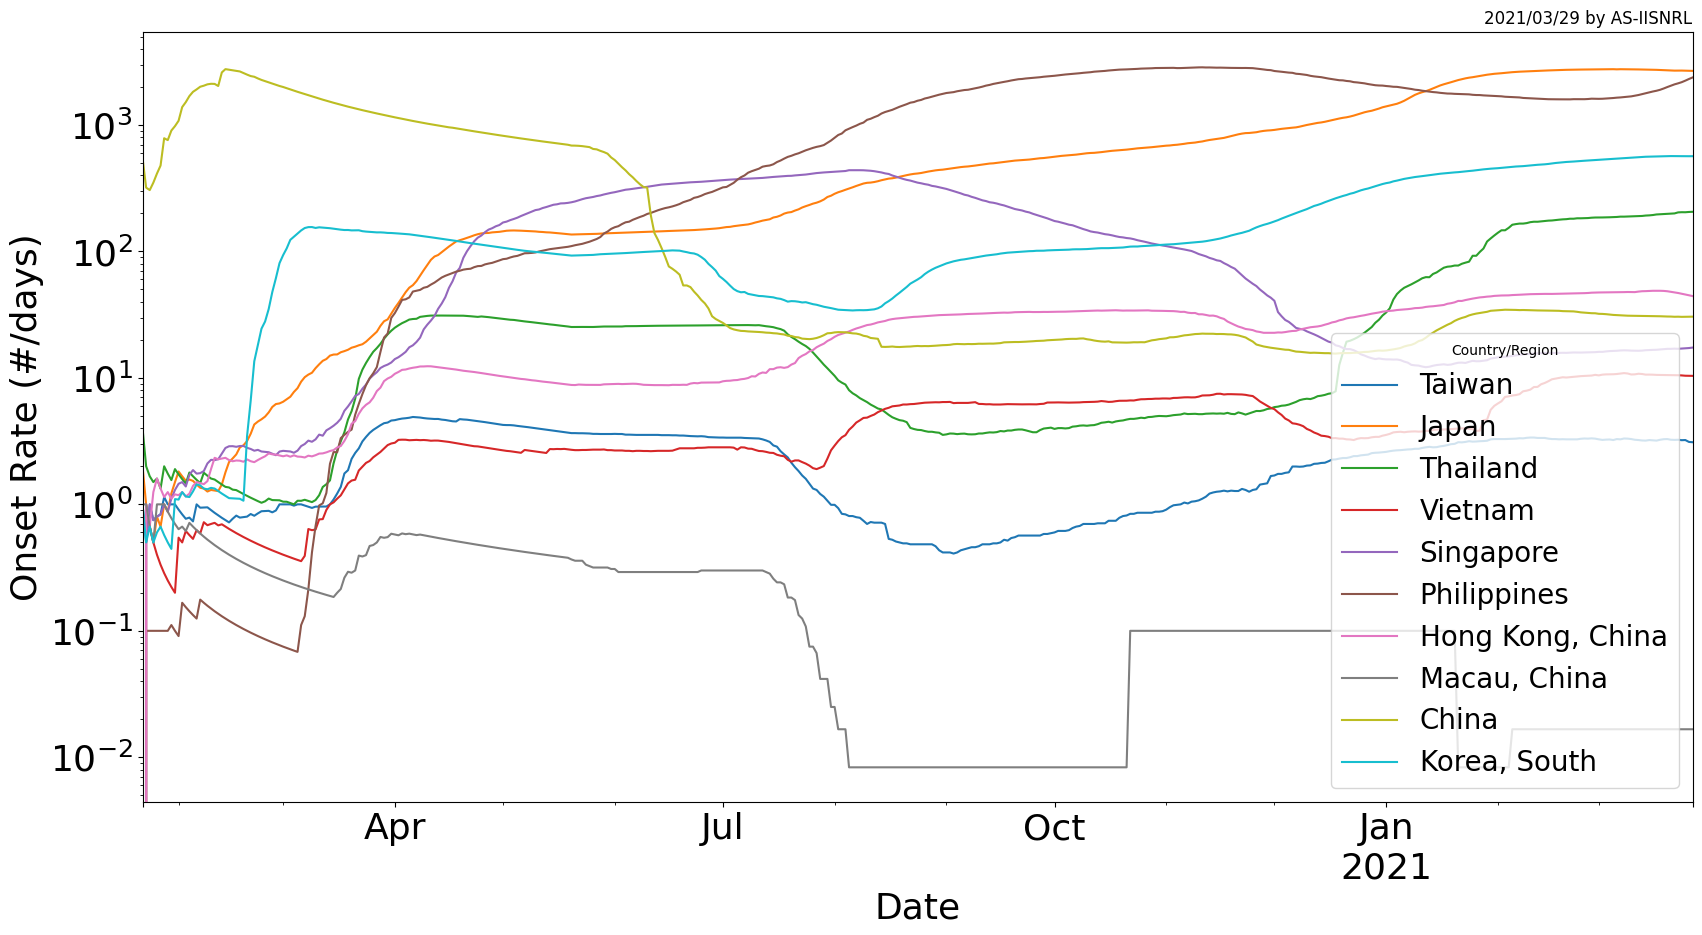 2021/03/29 by AS-IISNRL
Onset Rate (#/days)
10³
10²
10¹
10⁰
10⁻¹
10⁻²
Country/Region
Taiwan
Japan
Thailand
Vietnam
Singapore
Philippines
Hong Kong, China
Macau, China
China
Korea, South
Apr Jul Oct Jan
2021
Date